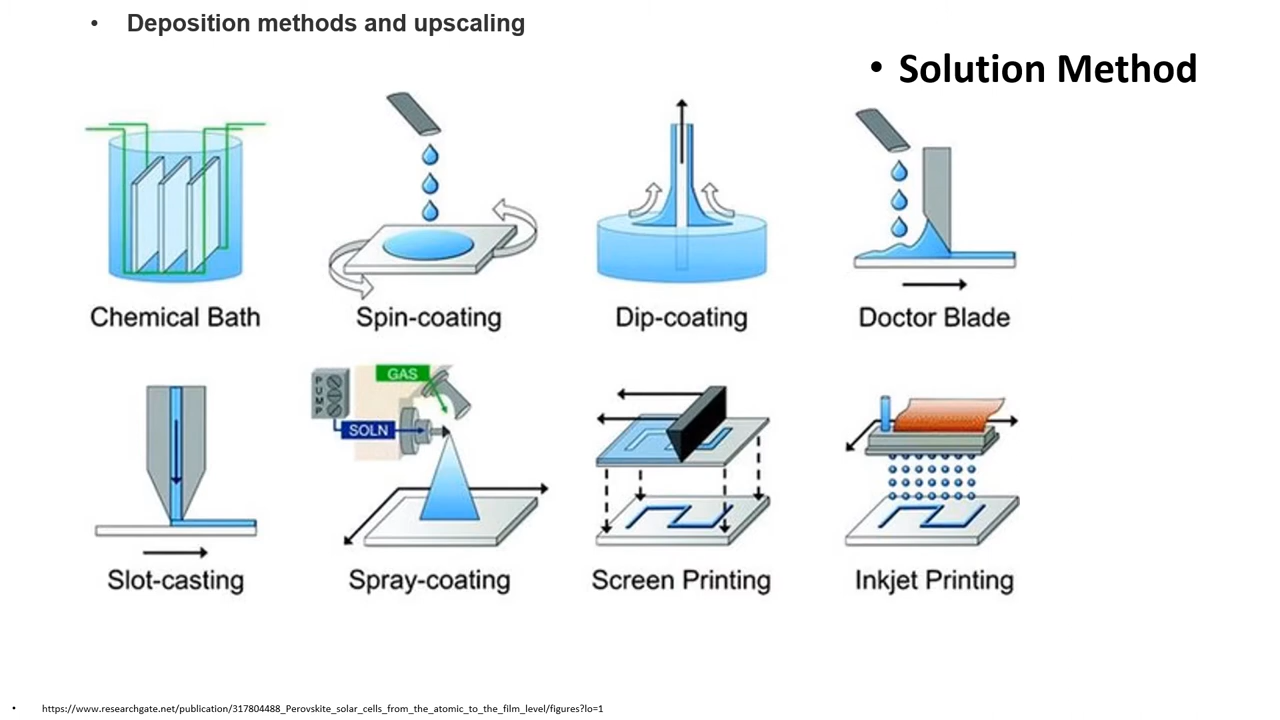 • Deposition methods and upscaling
• Solution Method
Chemical Bath
Spin-coating
Dip-coating
Doctor Blade
PUMP
GAS
SOLN
Slot-casting
Spray-coating
Screen Printing
Inkjet Printing
• https://www.researchgate.net/publication/317804488_Perovskite_solar_cells_from_the_atomic_to_the_film_level/figures?lo=1